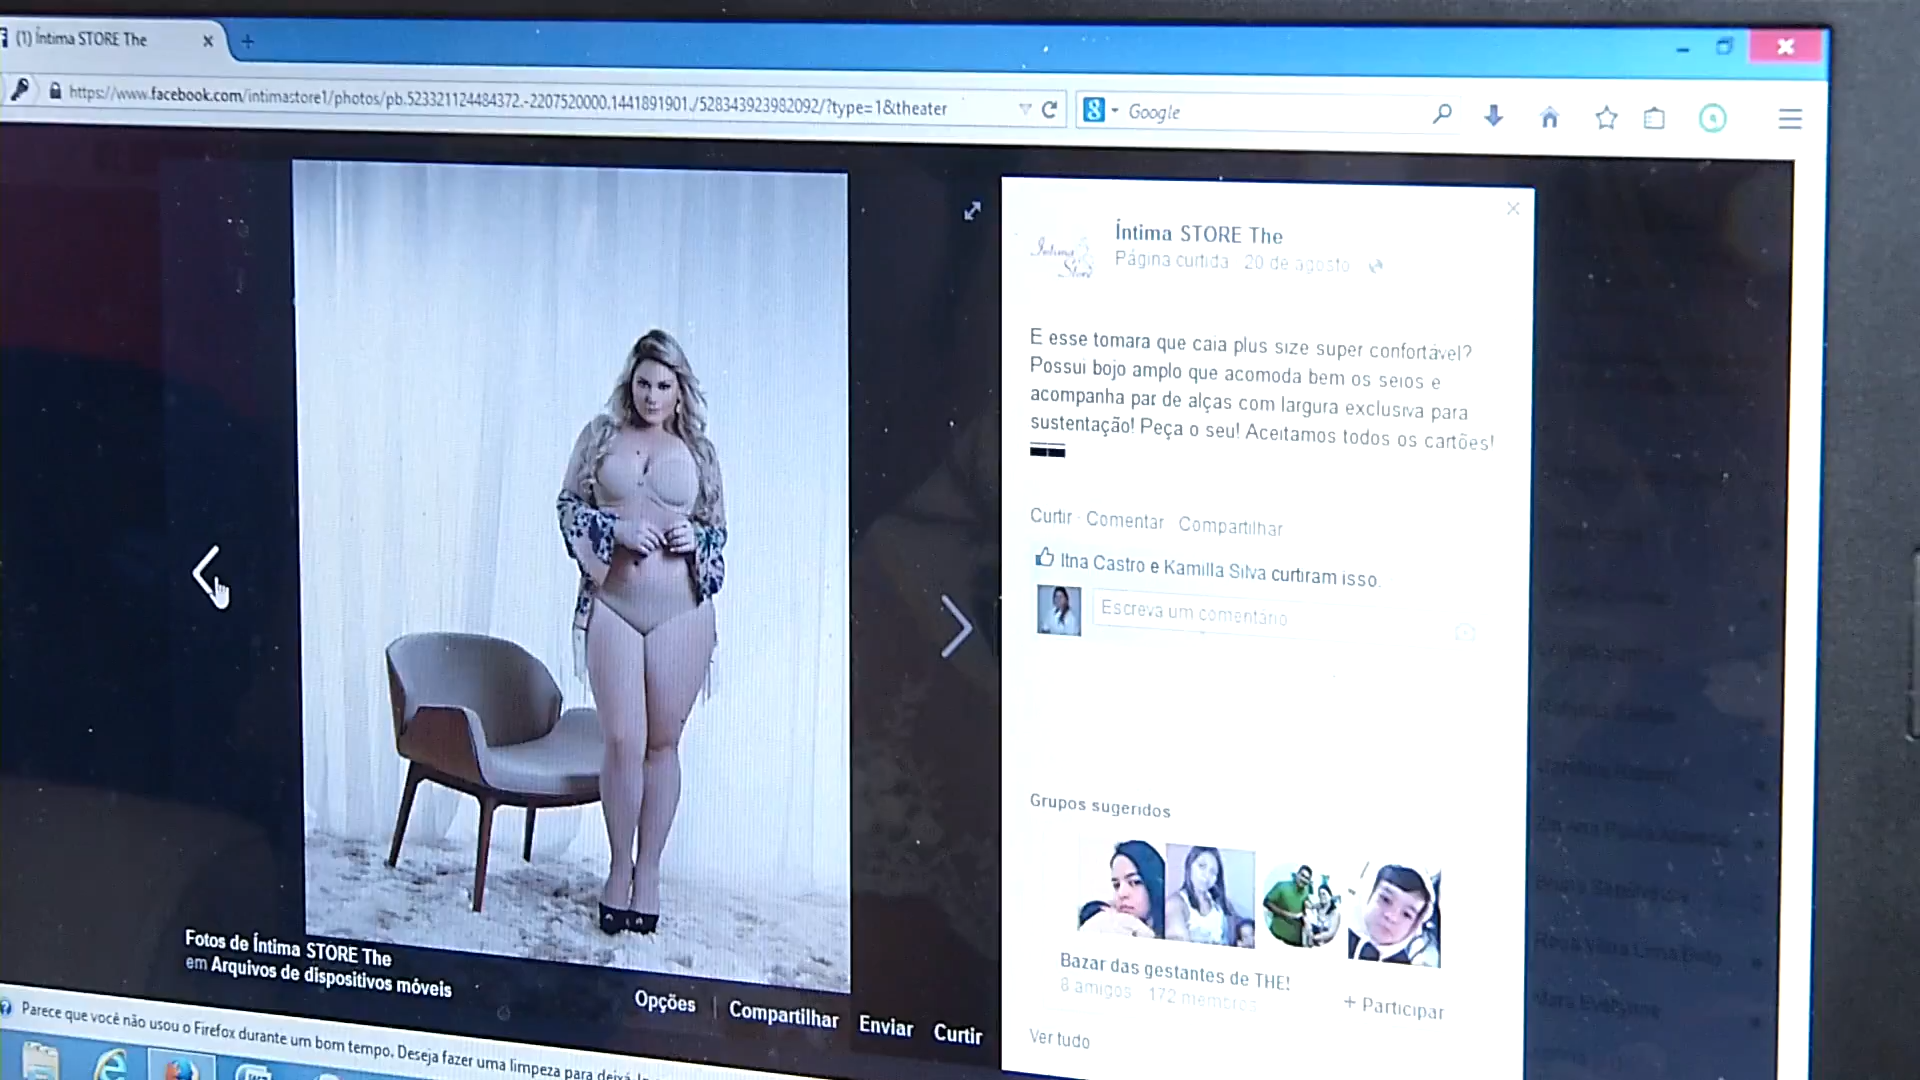 (1) Íntima STORE The
https://www.facebook.com/intimastore1/photos/pb.523321124484372.-2207520000.1441891901./528343923982092/?type=1&theater
8 Google
Íntima STORE The
Íntima Store
Página curtida 20 de agosto
E esse tomara que caia plus size super confortável?
Possui bojo amplo que acomoda bem os seios e
acompanha par de alças com largura exclusiva para
sustentação! Peça o seu! Aceitamos todos os cartões!
Curtir · Comentar Compartilhar
Itna Castro e Kamilla Silva curtiram isso.
Escreva um comentário
Grupos sugeridos
Bazar das gestantes de THE!
8 amigos 172 membros
+ Participar
Ver tudo
Fotos de Íntima STORE The
em Arquivos de dispositivos móveis
Opções | Compartilhar Enviar Curtir
Parece que você não usou o Firefox durante um bom tempo. Deseja fazer uma limpeza para